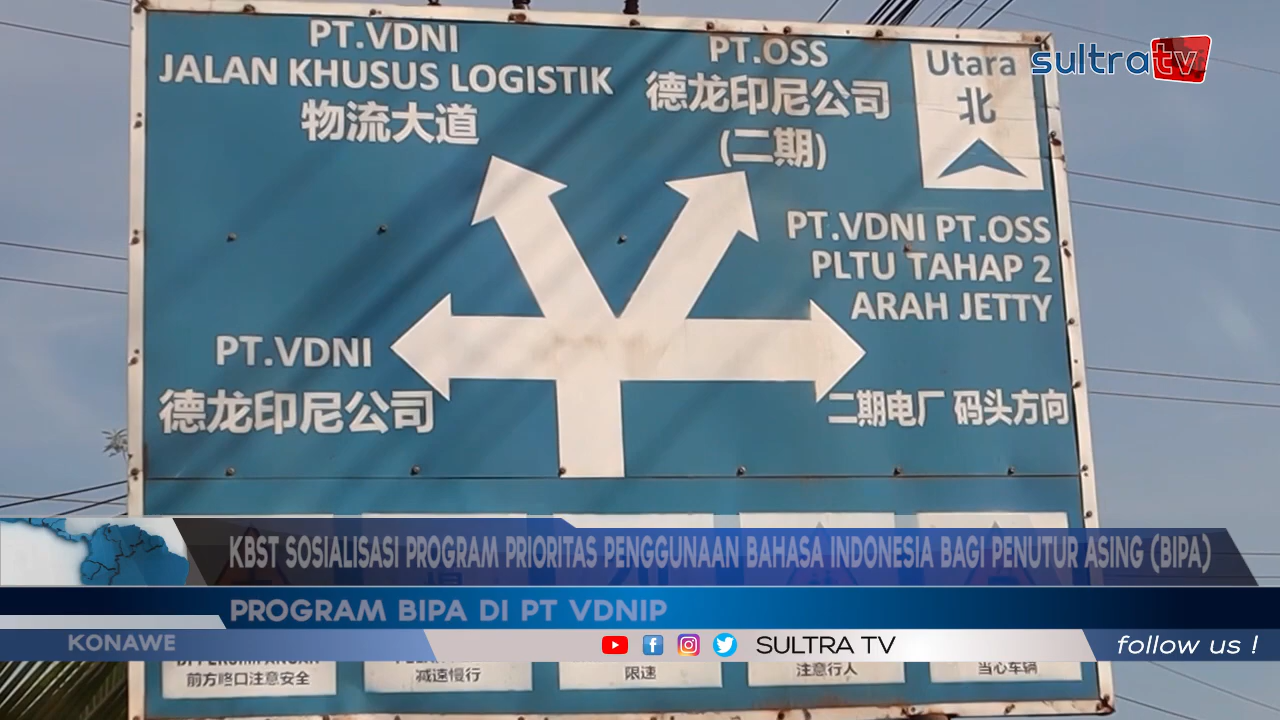 PT.VDNI
JALAN KHUSUS LOGISTIK
物流大道
PT.OSS
德龙印尼公司
(二期)
Utara
北
sultratv
PT.VDNI PT.OSS
PLTU TAHAP 2
ARAH JETTY
二期电厂 码头方向
PT.VDNI
德龙印尼公司
KBST SOSIALISASI PROGRAM PRIORITAS PENGGUNAAN BAHASA INDONESIA BAGI PENUTUR ASING (BIPA)
PROGRAM BIPA DI PT VDNIP
KONAWE
SULTRA TV
follow us !
前方路口注意安全
减速慢行
限速
注意行人
当心车辆